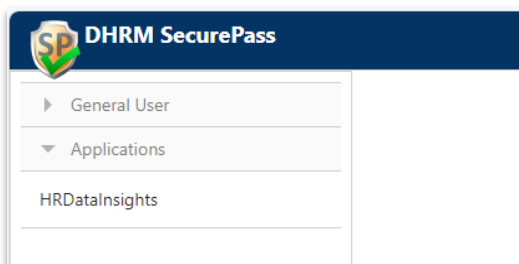 SP DHRM SecurePass
General User
Applications
HRDataInsights